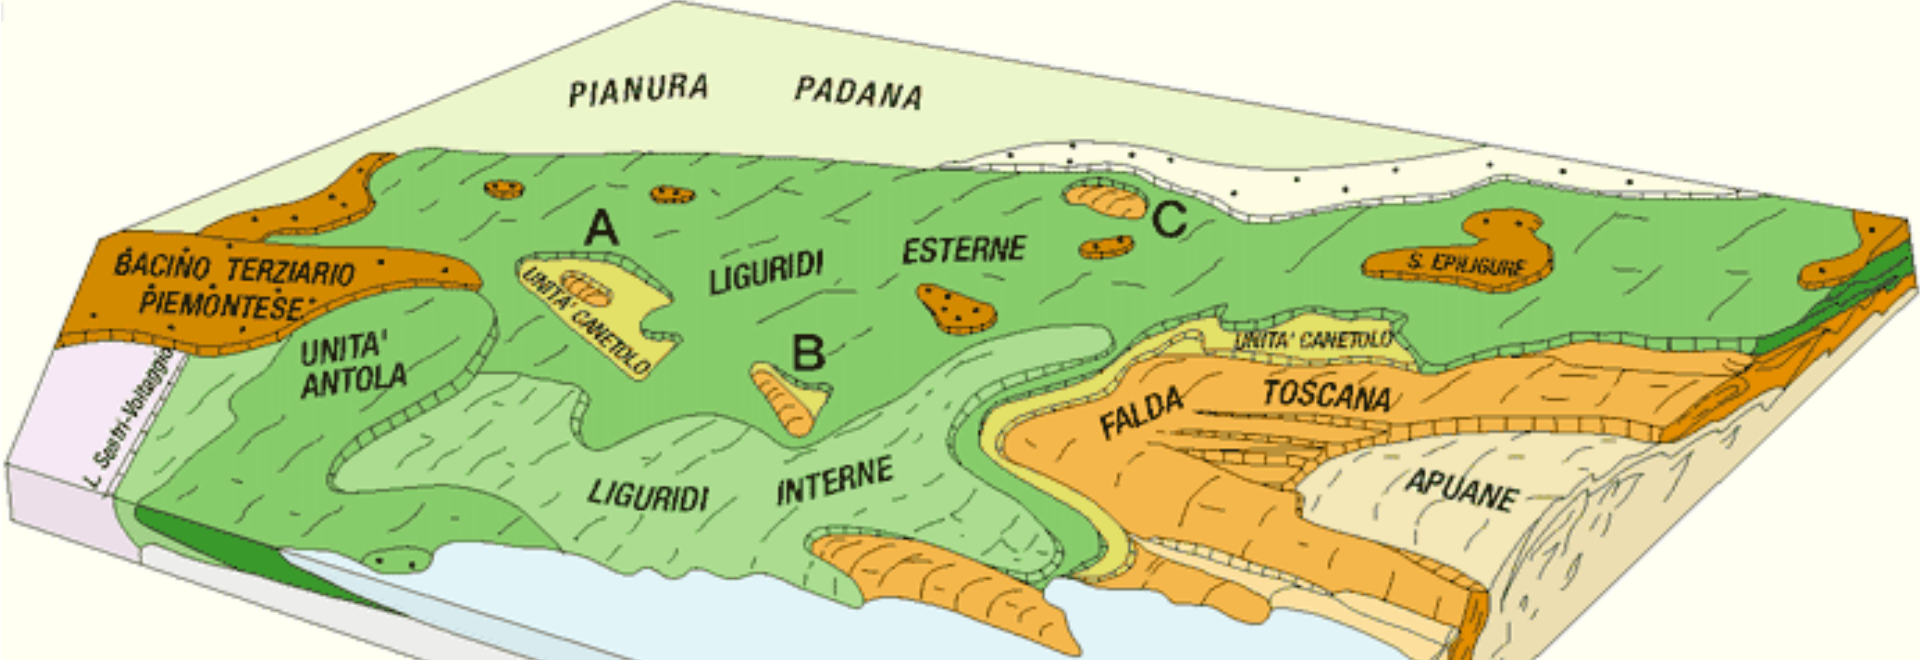 PIANURA PADANA
A
C
BACINO TERZIARIO
PIEMONTESE
LIGURIDI ESTERNE
S. EPILIGURE
UNITA' CANETOLO
UNITA'
ANTOLA
B
UNITA' CANETOLO
L. Sestri-Voltaggio
FALDA TOSCANA
LIGURIDI INTERNE
APUANE